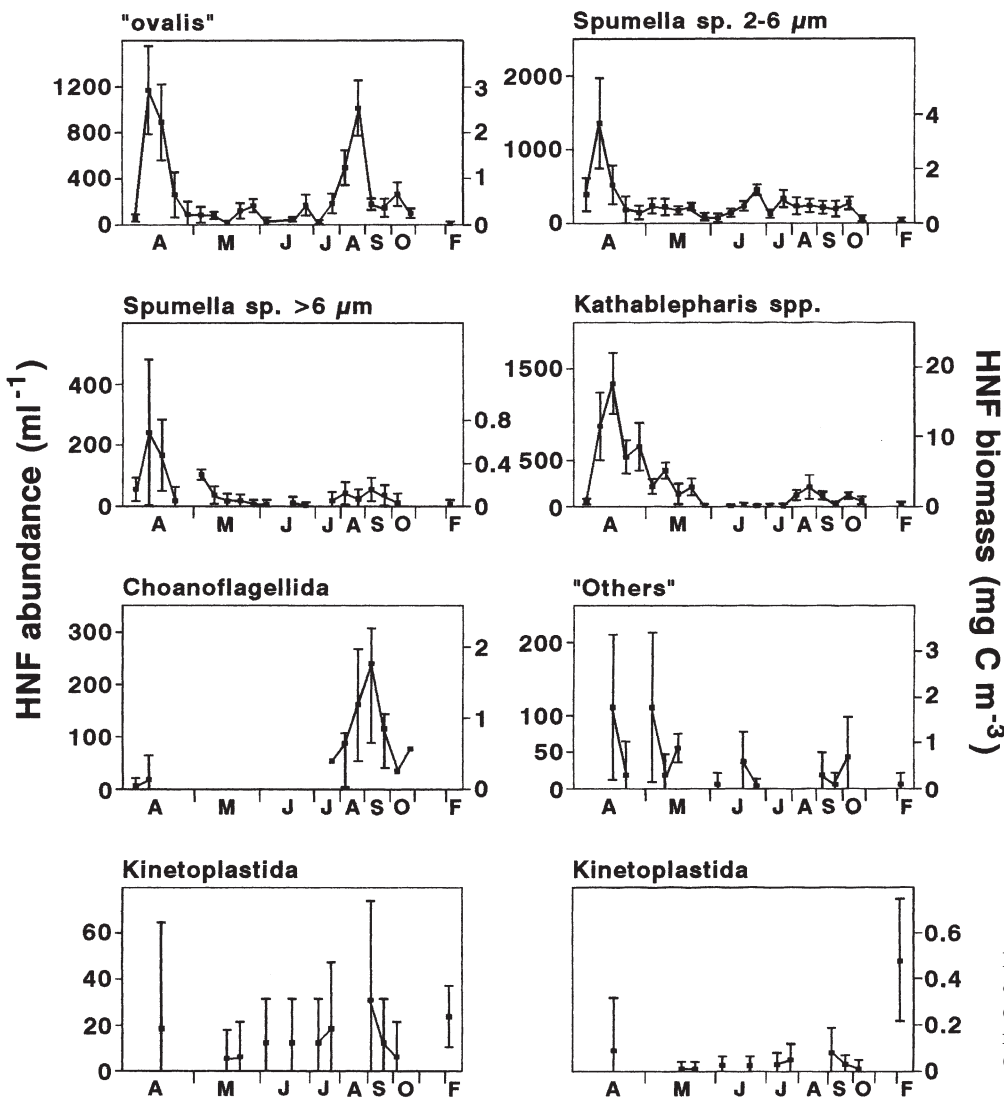 "ovalis"
Spumella sp. 2-6 µm
1200
800
400
0
3
2
1
0
A M J J A S O F
2000
1000
0
4
2
0
A M J J A S O F
Spumella sp. >6 µm
Kathablepharis spp.
400
200
0
0.8
0.4
0
A M J J A S O F
1500
500
0
20
10
0
A M J J A S O F
HNF abundance (ml⁻¹)
HNF biomass (mg C m⁻³)
Choanoflagellida
"Others"
300
200
100
0
2
1
0
A M J J A S O F
200
100
50
0
3
2
1
0
A M J J A S O F
Kinetoplastida
Kinetoplastida
60
40
20
0
A M J J A S O F
0.6
0.4
0.2
0
A M J J A S O F